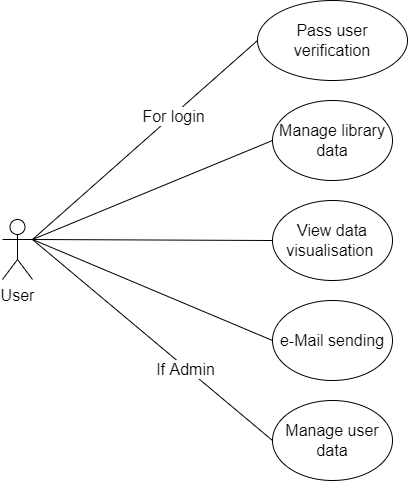 Pass user
verification
For login
Manage library
data
View data
visualisation
User
e-Mail sending
If Admin
Manage user
data